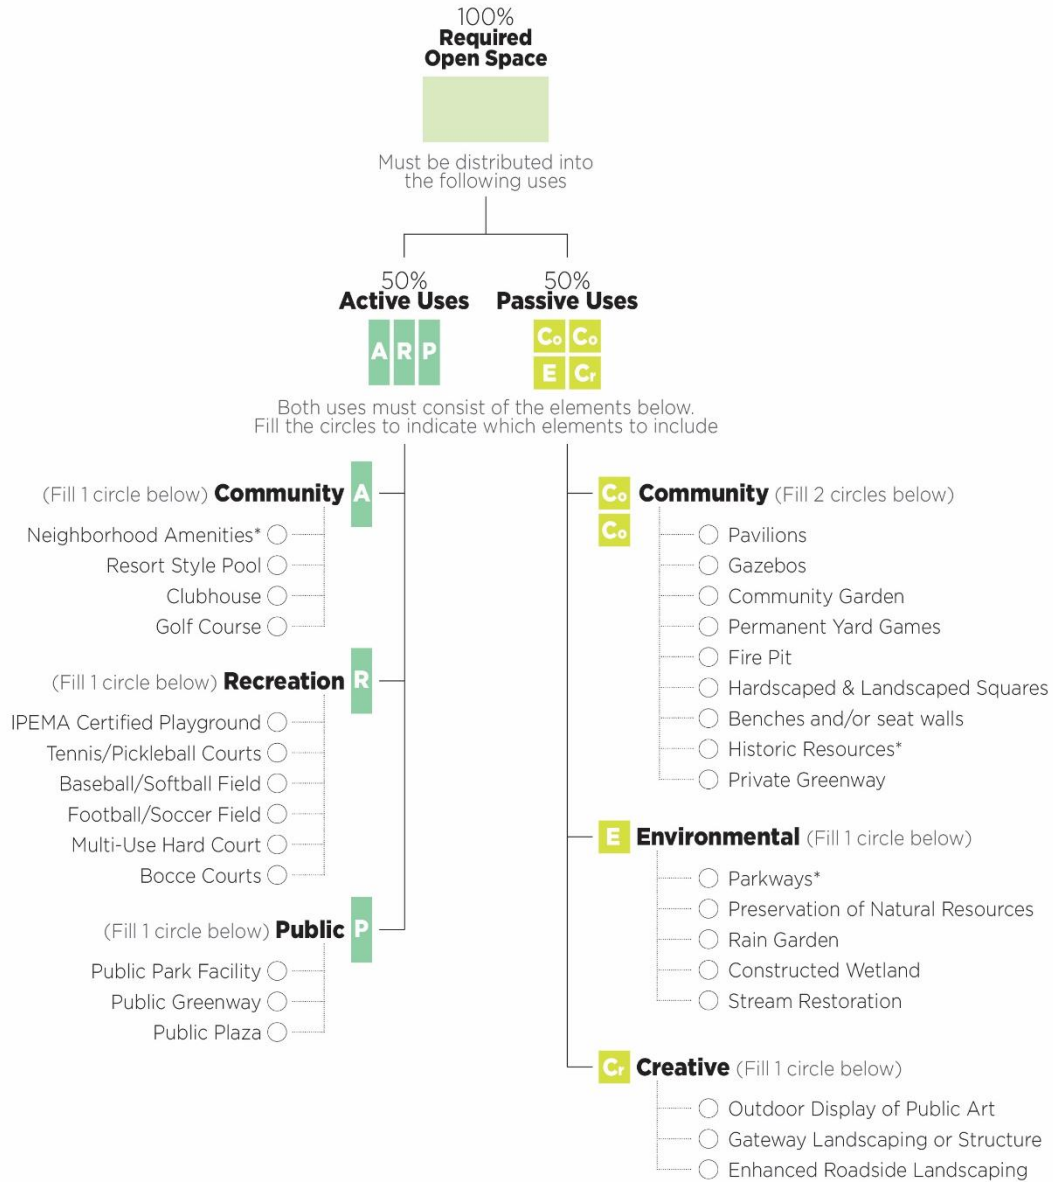 100%
Required
Open Space
Must be distributed into
the following uses
50%
Active Uses
A R P
50%
Passive Uses
Co Co
E Cr
Both uses must consist of the elements below.
Fill the circles to indicate which elements to include
(Fill 1 circle below) Community A
Neighborhood Amenities*
Resort Style Pool
Clubhouse
Golf Course
(Fill 1 circle below) Recreation R
IPEMA Certified Playground
Tennis/Pickleball Courts
Baseball/Softball Field
Football/Soccer Field
Multi-Use Hard Court
Bocce Courts
(Fill 1 circle below) Public P
Public Park Facility
Public Greenway
Public Plaza
Co Community (Fill 2 circles below)
Co
Pavilions
Gazebos
Community Garden
Permanent Yard Games
Fire Pit
Hardscaped & Landscaped Squares
Benches and/or seat walls
Historic Resources*
Private Greenway
E Environmental (Fill 1 circle below)
Parkways*
Preservation of Natural Resources
Rain Garden
Constructed Wetland
Stream Restoration
Cr Creative (Fill 1 circle below)
Outdoor Display of Public Art
Gateway Landscaping or Structure
Enhanced Roadside Landscaping